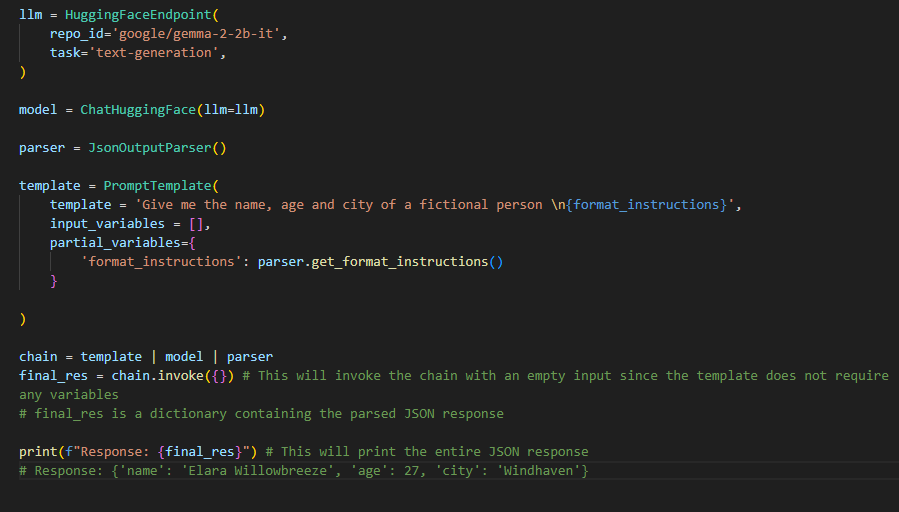 llm = HuggingFaceEndpoint(
    repo_id='google/gemma-2-2b-it',
    task='text-generation',
)
model = ChatHuggingFace(llm=llm)
parser = JsonOutputParser()
template = PromptTemplate(
    template = 'Give me the name, age and city of a fictional person \n{format_instructions}',
    input_variables = [],
    partial_variables={
        'format_instructions': parser.get_format_instructions()
    }
)
chain = template | model | parser
final_res = chain.invoke({}) # This will invoke the chain with an empty input since the template does not require
any variables
# final_res is a dictionary containing the parsed JSON response
print(f"Response: {final_res}") # This will print the entire JSON response
# Response: {'name': 'Elara Willowbreeze', 'age': 27, 'city': 'Windhaven'}